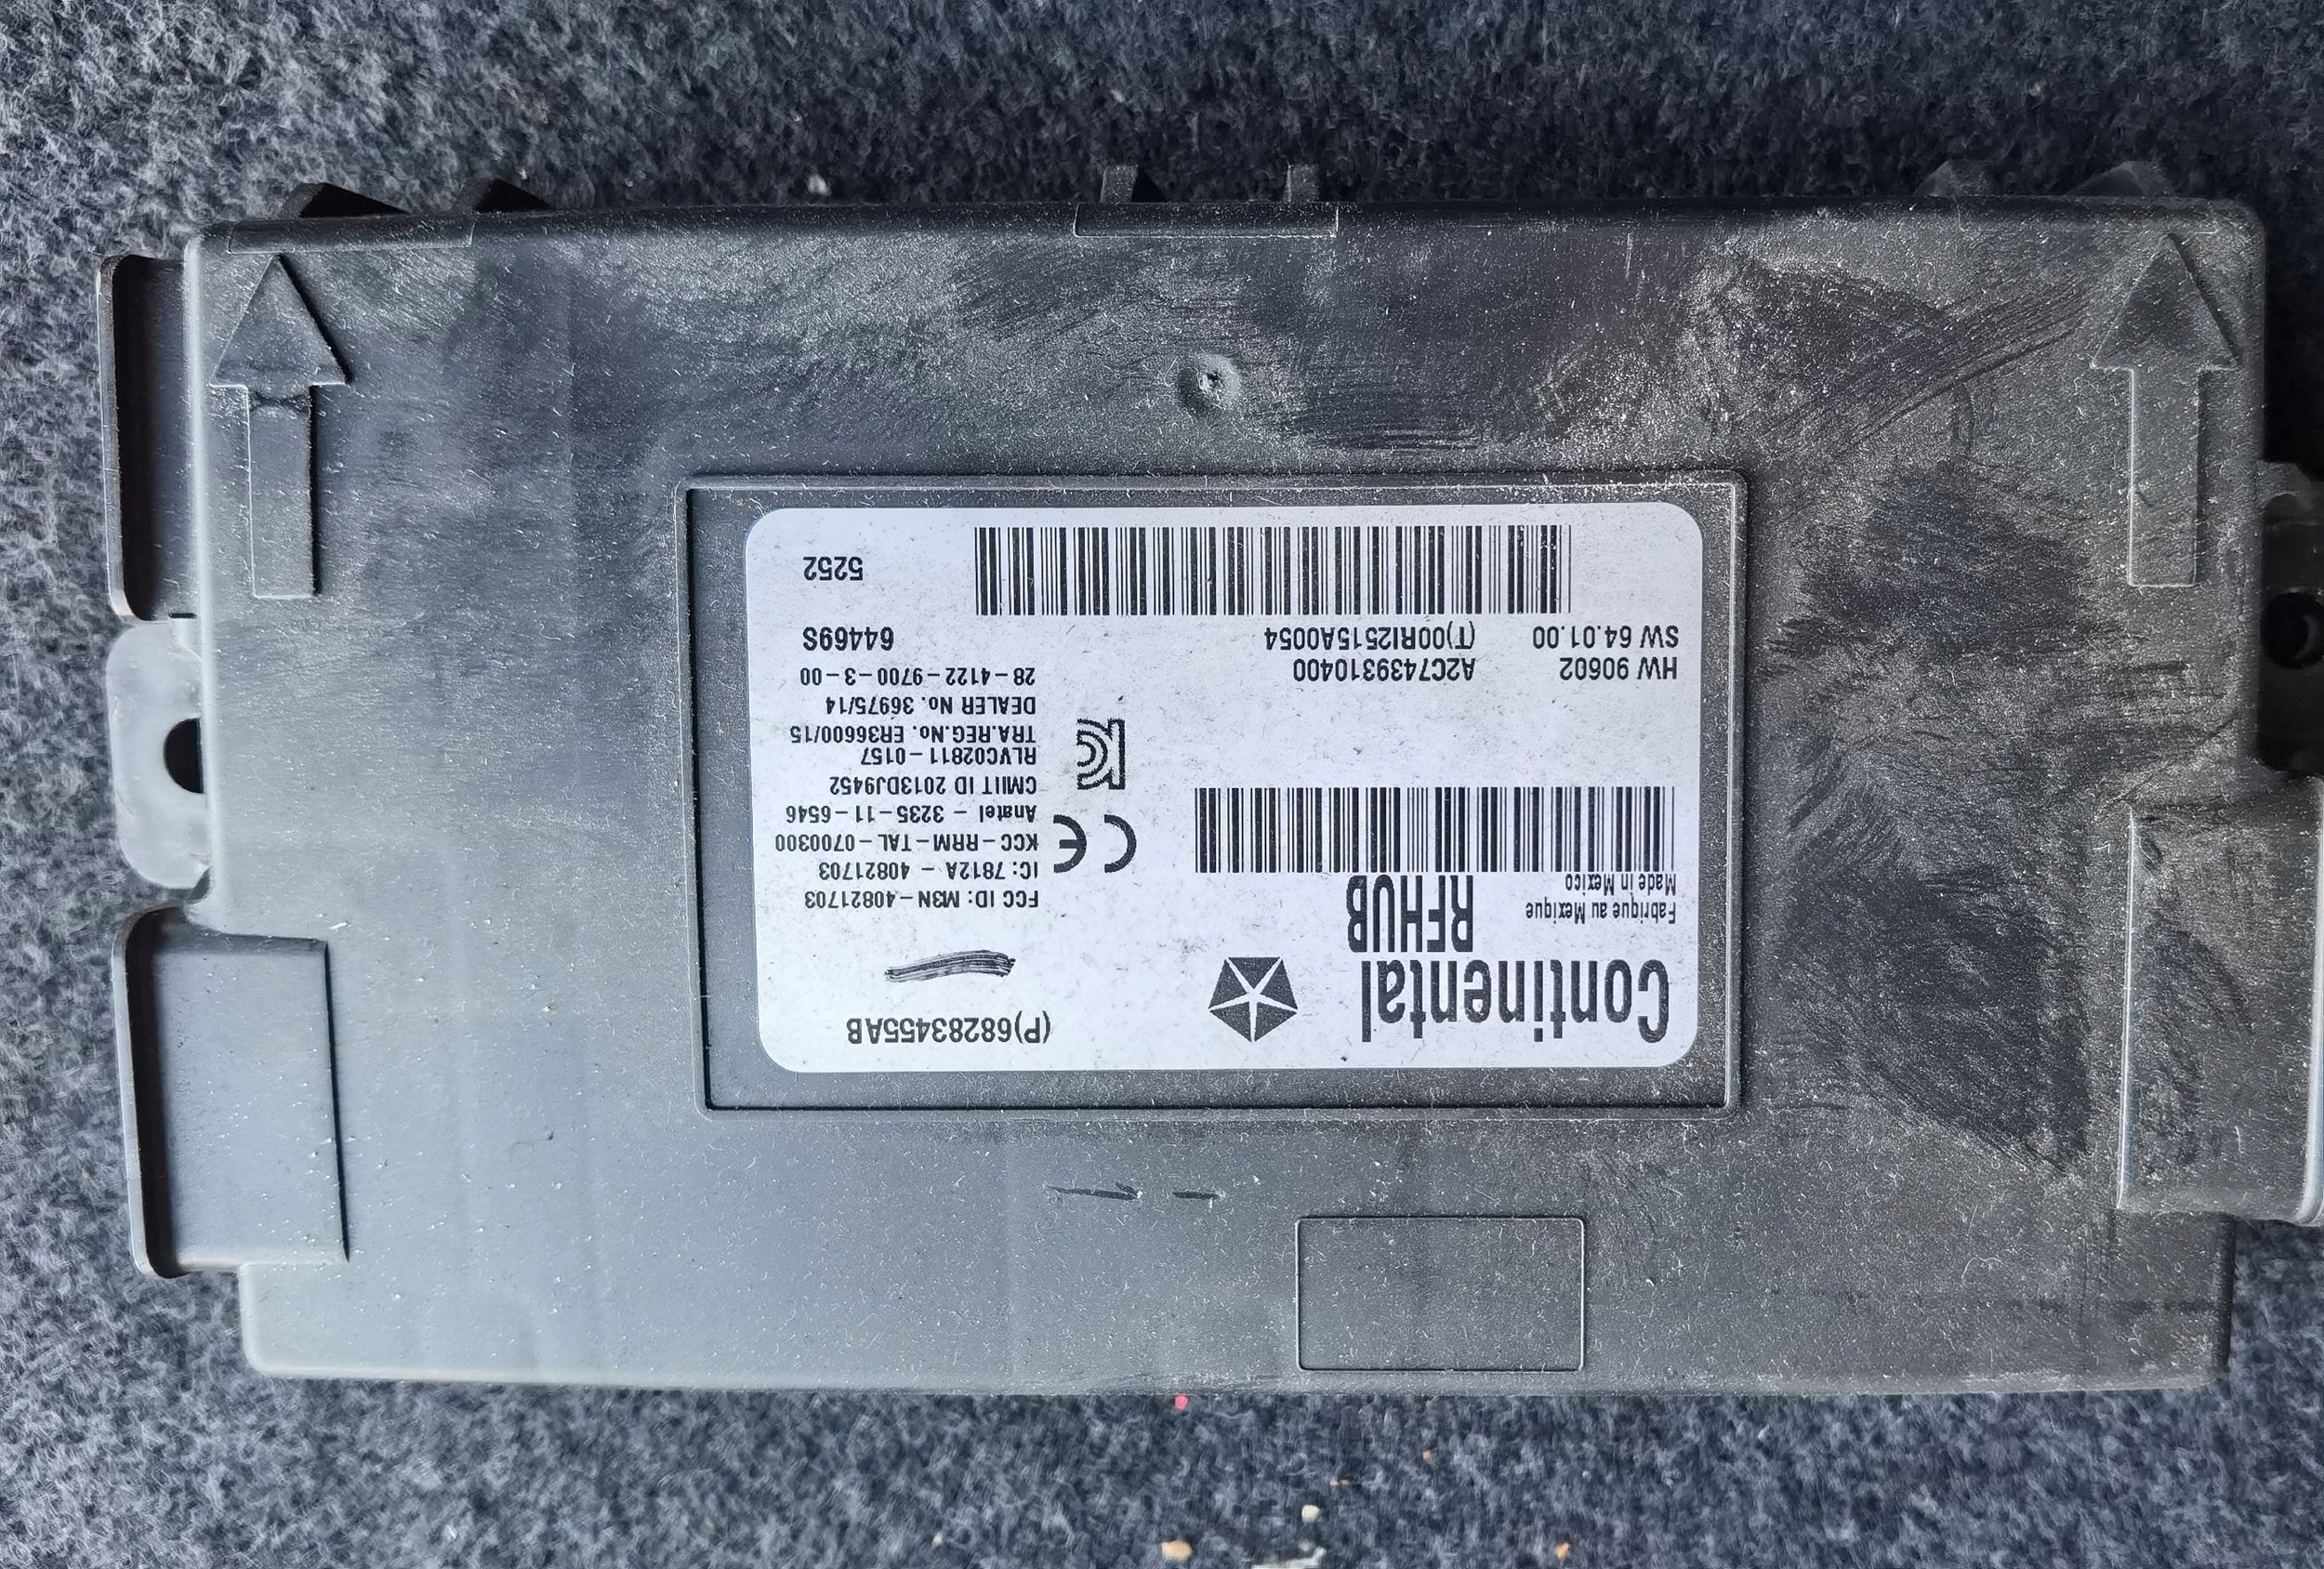 Continental
(P)68283455AB
RFHUB
Fabrique au Mexique
Made in Mexico
FCC ID: M3N-40821703
IC: 7812A - 40821703
KCC-RRM-TAL-0700300
Anatel - 3235-11-6546
CMIIT ID 2013DJ9452
RLVC02811-0157
TRA.REG.No. ER36600/15
DEALER No. 36975/14
28-4122-9700-3-00
CE
HW 90602 A2C7439310400
SW 64.01.00 (T)00RI2515A0054 64469S
5252